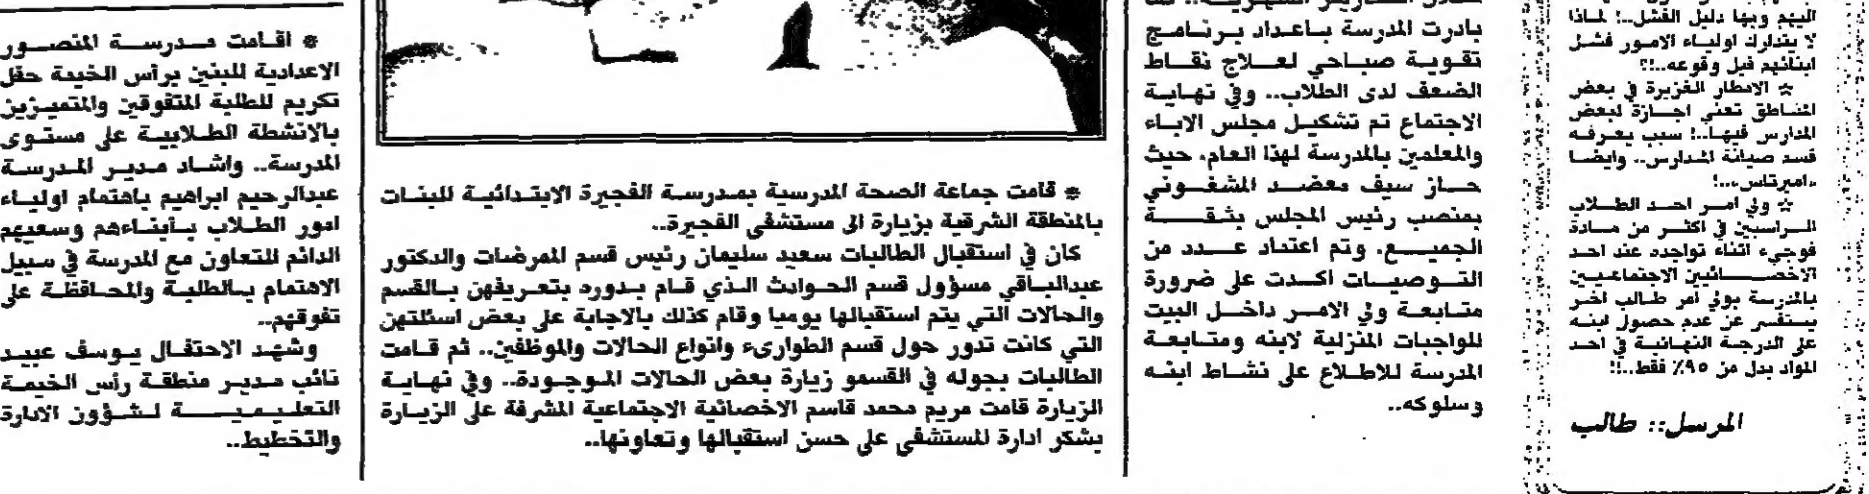 اليهم وبها دليل الفشل..! لماذا
لا يتدارك اولياء الامور فشل
ابنائهم قبل وقوعه..!؟
* الامطار الغزيرة في بعض
المناطق تعني اجازة لبعض
المدارس فيها..! سبب يعرفه
قسم صيانة المدارس.. وايضا
«امبرتاس»..!
* ولي امر احد الطلاب
الراسبين في اكثر من مادة
فوجيء اثناء تواجده عند احد
الاخصائيين الاجتماعيين
بالمدرسة بولي امر طالب اخر
يستفسر عن عدم حصول ابنه
على الدرجة النهائية في احد
المواد بدل من ٩٥٪ فقط..!!
المرسل:: طالب
بادرت المدرسة باعداد برنامج
تقوية صباحي لعلاج نقاط
الضعف لدى الطلاب.. وفي نهاية
الاجتماع تم تشكيل مجلس الاباء
والمعلمين بالمدرسة لهذا العام، حيث
حاز سيف معضد المشغوني
بمنصب رئيس المجلس بثقة
الجميع. وتم اعتماد عدد من
التوصيات اكدت على ضرورة
متابعة ولي الامر داخل البيت
للواجبات المنزلية لابنه ومتابعة
المدرسة للاطلاع على نشاط ابنه
وسلوكه..
* قامت جماعة الصحة المدرسية بمدرسة الفجيرة الابتدائية للبنات
بالمنطقة الشرقية بزيارة الى مستشفى الفجيرة..
كان في استقبال الطالبات سعيد سليمان رئيس قسم الممرضات والدكتور
عبدالباقي مسؤول قسم الحوادث الذي قام بدوره بتعريفهن بالقسم
والحالات التي يتم استقبالها يوميا وقام كذلك بالاجابة على بعض اسئلتهن
التي كانت تدور حول قسم الطوارىء وانواع الحالات والموظفين.. ثم قامت
الطالبات بجوله في القسمو زيارة بعض الحالات الموجودة.. وفي نهاية
الزيارة قامت مريم محمد قاسم الاخصائية الاجتماعية المشرفة على الزيارة
بشكر ادارة المستشفى على حسن استقبالها وتعاونها..
* اقامت مدرسة المنصور
الاعدادية للبنين برأس الخيمة حفل
تكريم للطلبة المتفوقين والمتميزين
بالانشطة الطلابية على مستوى
المدرسة.. واشاد مدير المدرسة
عبدالرحيم ابراهيم باهتمام اولياء
امور الطلاب بأبناءهم وسعيهم
الدائم للتعاون مع المدرسة في سبيل
الاهتمام بالطلبة والمحافظة على
تفوقهم..
وشهد الاحتفال يوسف عبيد
نائب مدير منطقة رأس الخيمة
التعليمية لشؤون الادارة
والتخطيط..